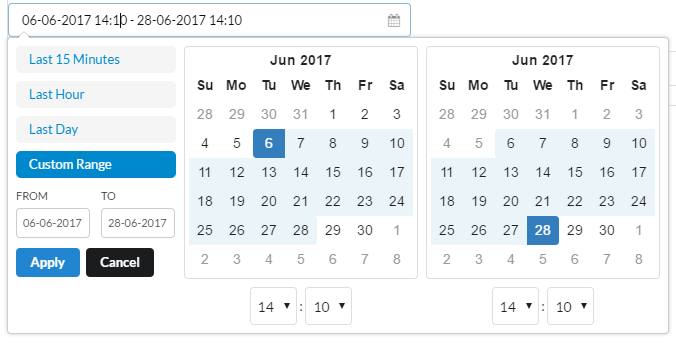 06-06-2017 14:10 - 28-06-2017 14:10
Last 15 Minutes
Last Hour
Last Day
Custom Range
FROM TO
06-06-2017 28-06-2017
Apply Cancel
Jun 2017
Su Mo Tu We Th Fr Sa
28 29 30 31 1 2 3
4 5 6 7 8 9 10
11 12 13 14 15 16 17
18 19 20 21 22 23 24
25 26 27 28 29 30 1
2 3 4 5 6 7 8
14 : 10
Jun 2017
Su Mo Tu We Th Fr Sa
28 29 30 31 1 2 3
4 5 6 7 8 9 10
11 12 13 14 15 16 17
18 19 20 21 22 23 24
25 26 27 28 29 30 1
2 3 4 5 6 7 8
14 : 10